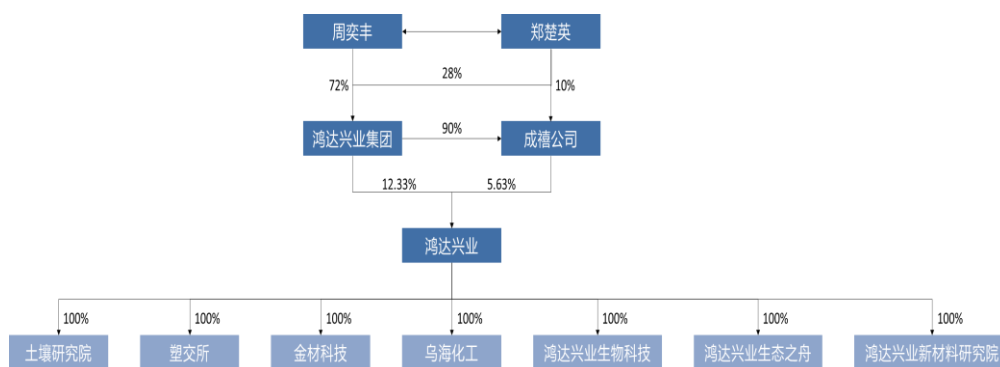 周奕丰 郑楚英
28%
72% 10%
鸿达兴业集团 90% 成禧公司
12.33% 5.63%
鸿达兴业
100% 100% 100% 100% 100% 100% 100%
土壤研究院 塑交所 金材科技 乌海化工 鸿达兴业生物科技 鸿达兴业生态之舟 鸿达兴业新材料研究院